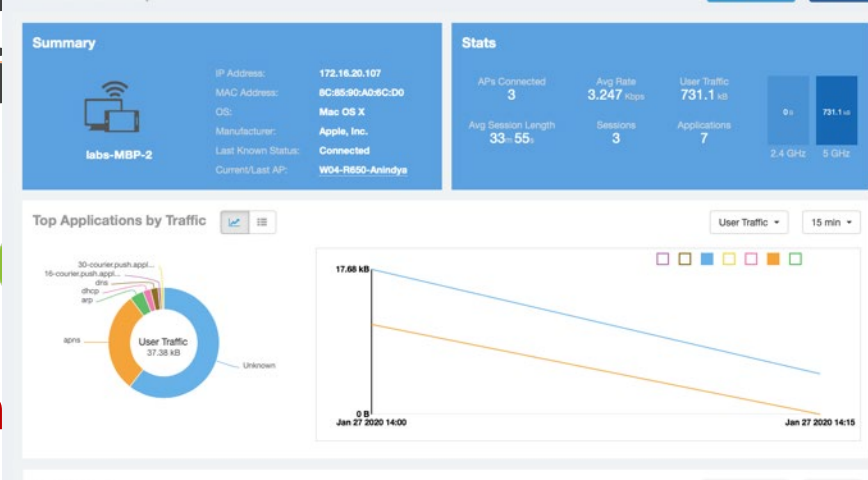 Summary
IP Address: 172.16.20.107
MAC Address: 8C:85:90:A0:6C:D0
OS: Mac OS X
Manufacturer: Apple, Inc.
Last Known Status: Connected
Current/Last AP: W04-R650-Anindya
labs-MBP-2
Stats
APs Connected
3
Avg Rate
3.247 Kbps
User Traffic
731.1 kB
Avg Session Length
33m 55s
Sessions
3
Applications
7
0 B
731.1 kB
2.4 GHz
5 GHz
Top Applications by Traffic
User Traffic
15 min
30-courier.push.appl...
16-courier.push.appl...
dns
dhcp
arp
apns
User Traffic
37.38 kB
Unknown
17.68 kB
0 B
Jan 27 2020 14:00
Jan 27 2020 14:15